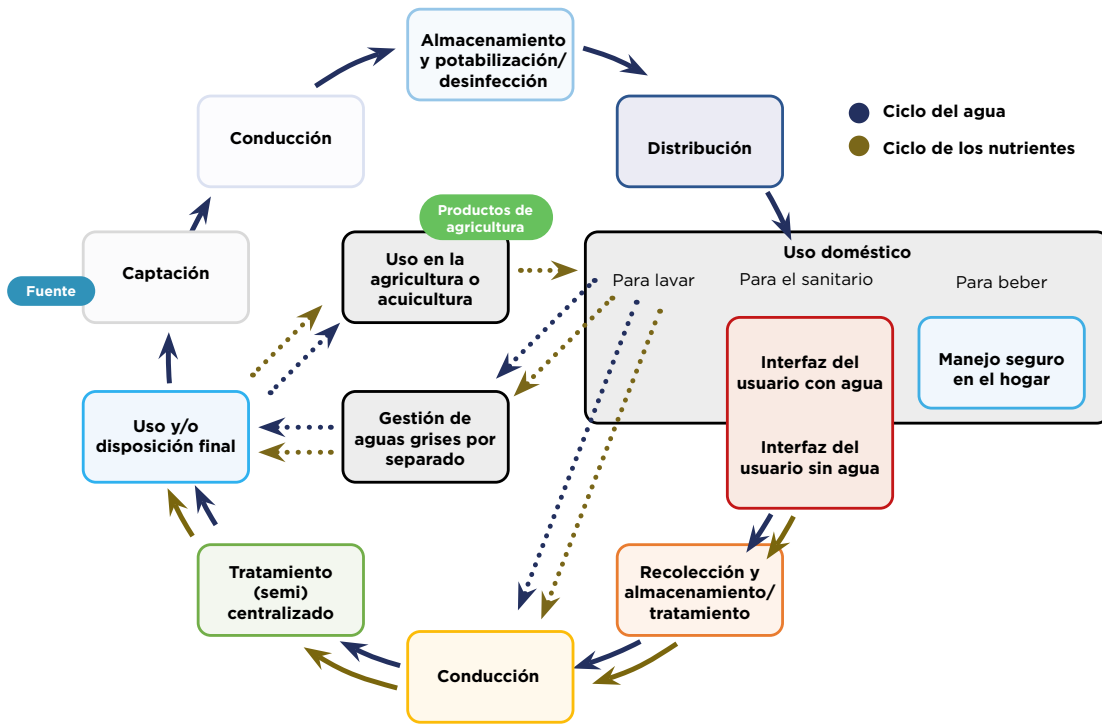 Almacenamiento
y potabilización/
desinfección
Conducción
Distribución
Ciclo del agua
Ciclo de los nutrientes
Productos de
agricultura
Captación
Fuente
Uso en la
agricultura o
acuicultura
Uso doméstico
Para lavar
Para el sanitario
Para beber
Interfaz del
usuario con agua
Manejo seguro
en el hogar
Interfaz del
usuario sin agua
Uso y/o
disposición final
Gestión de
aguas grises por
separado
Tratamiento
(semi)
centralizado
Recolección y
almacenamiento/
tratamiento
Conducción